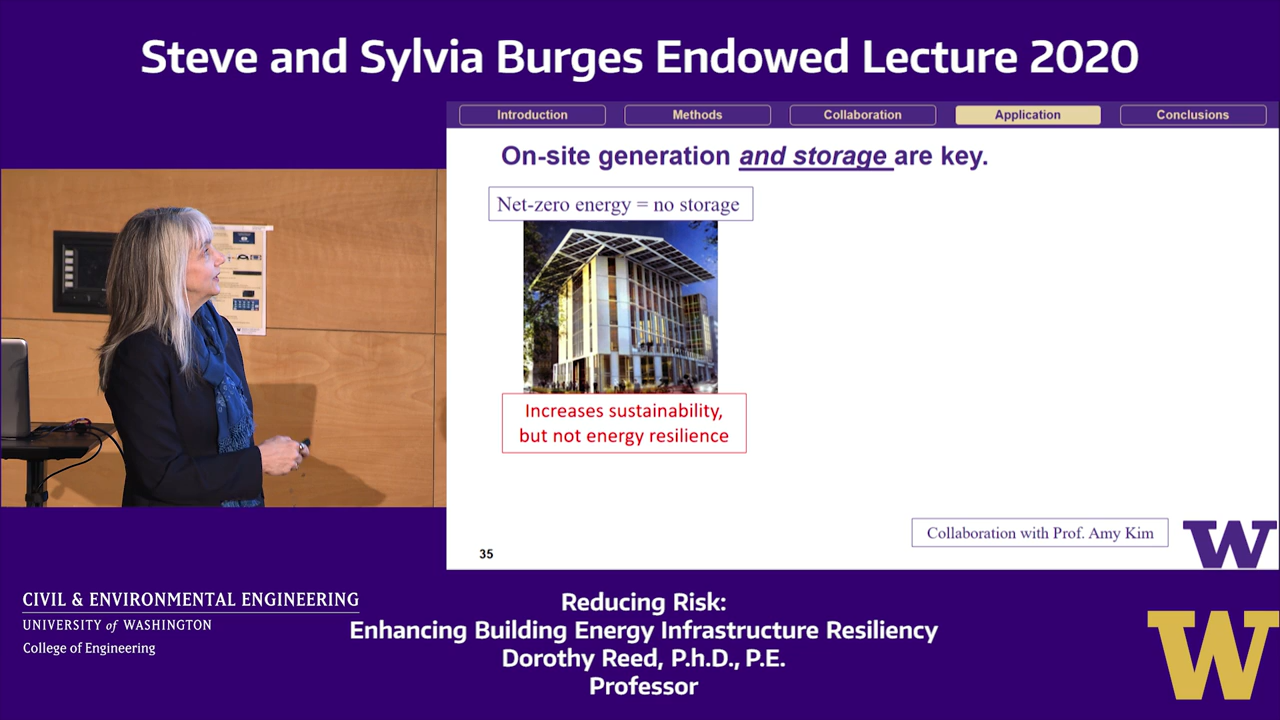 Steve and Sylvia Burges Endowed Lecture 2020
Introduction
Methods
Collaboration
Application
Conclusions
On-site generation and storage are key.
Net-zero energy = no storage
Increases sustainability,
but not energy resilience
Collaboration with Prof. Amy Kim
W
35
CIVIL & ENVIRONMENTAL ENGINEERING
UNIVERSITY of WASHINGTON
College of Engineering
Reducing Risk:
Enhancing Building Energy Infrastructure Resiliency
Dorothy Reed, P.h.D., P.E.
Professor
W